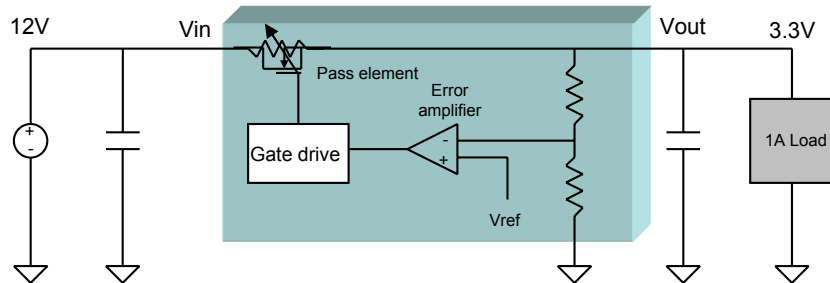 12V
Vin
Vout
3.3V
Pass element
Error
amplifier
+
-
Gate drive
-
+
1A Load
Vref